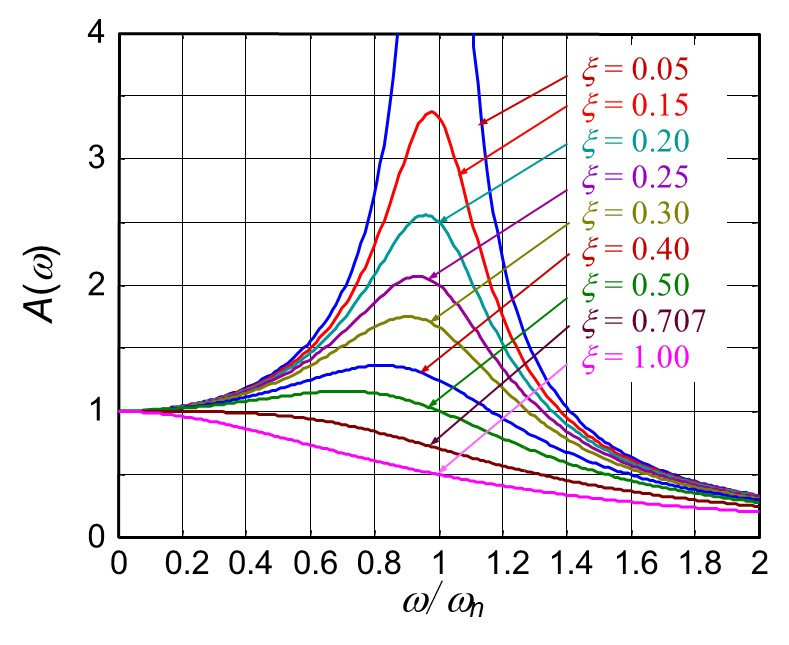 4
3
2
1
0
A(ω)
ξ = 0.05
ξ = 0.15
ξ = 0.20
ξ = 0.25
ξ = 0.30
ξ = 0.40
ξ = 0.50
ξ = 0.707
ξ = 1.00
0 0.2 0.4 0.6 0.8 1 1.2 1.4 1.6 1.8 2
ω/ωn